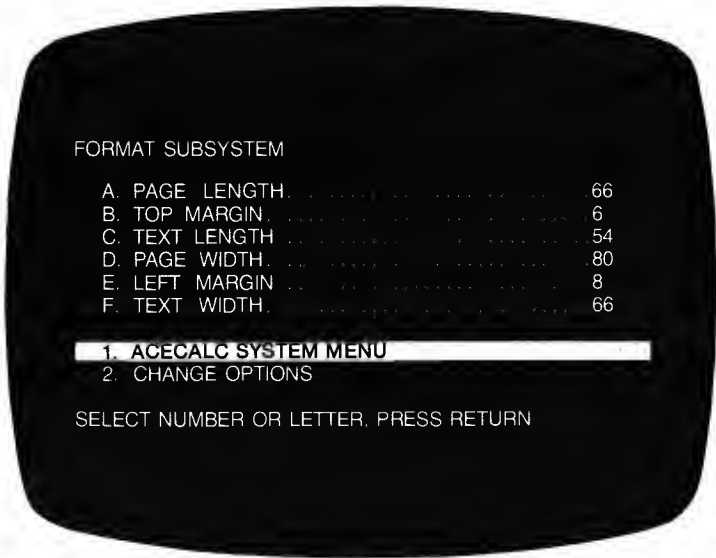 FORMAT SUBSYSTEM
A. PAGE LENGTH. . . . . . . . . . . . . . . .66
B. TOP MARGIN. . . . . . . . . . . . . . . . 6
C. TEXT LENGTH . . . . . . . . . . . . . . .54
D. PAGE WIDTH. . . . . . . . . . . . . . . .80
E. LEFT MARGIN . . . . . . . . . . . . . . . 8
F. TEXT WIDTH. . . . . . . . . . . . . . . . 66
1. ACECALC SYSTEM MENU
2. CHANGE OPTIONS
SELECT NUMBER OR LETTER, PRESS RETURN